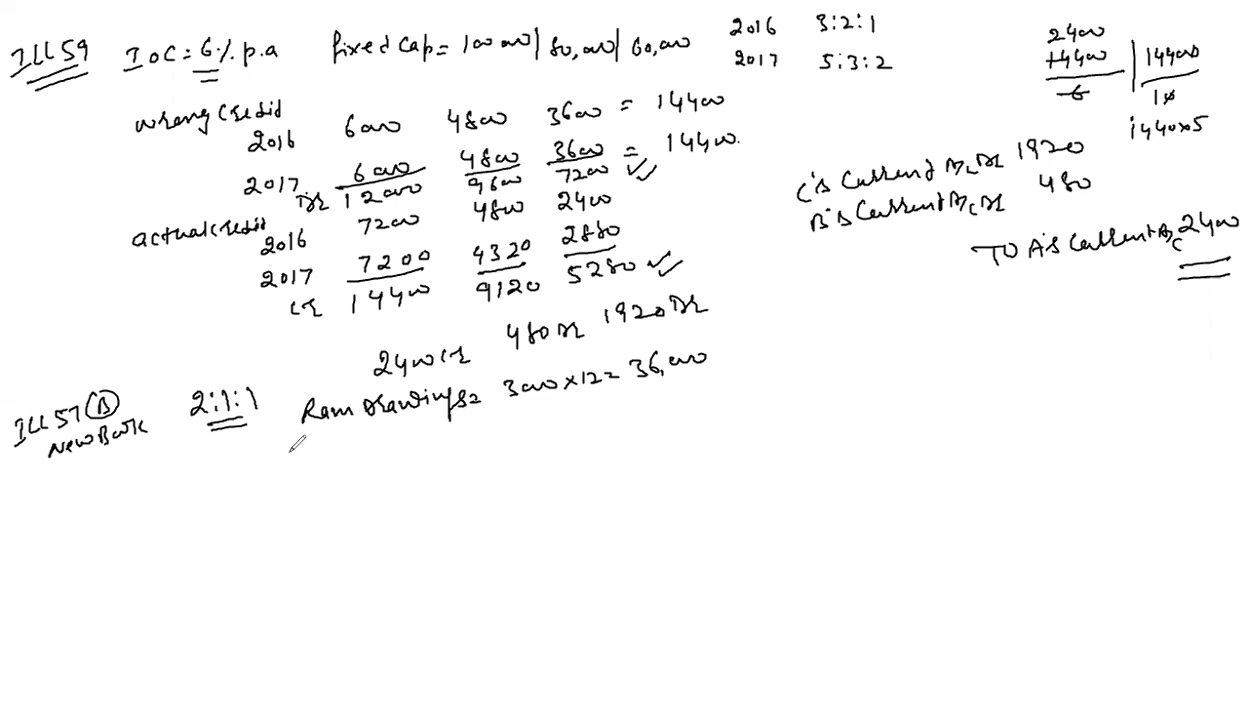 ILL 59 IOC = 6% p.a fixed cap = 100000/80,000/60,000 2016 3:2:1
2017 5:3:2
2400
14400
6
14400
10
1440x5
wrong credit
2016 6000 4800 3600 = 14400
2017 6000 4800 3600 = 14400.
Dr 12000 9600 7200
actual credit
2016 7200 4800 2400
2017 7200 4320 2880
Cr 14400 9120 5280
2400 Cr 480 Dr 1920 Dr
C's Current A/c Dr 1920
B's Current A/c Dr 480
To A's Current A/c 2400
ILL 57 (B) 2:1:1 Ram Drawings = 3000 x 12 = 36,000
New Book